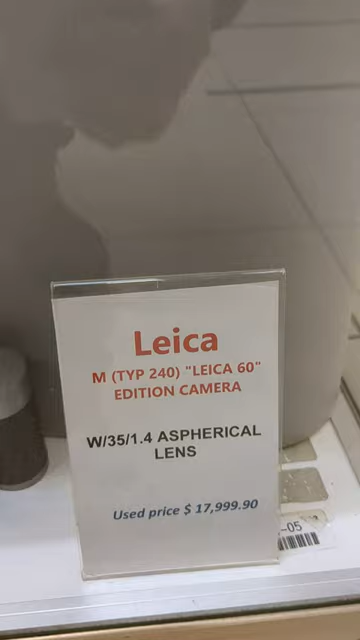 Leica
M (TYP 240) "LEICA 60"
EDITION CAMERA
W/35/1.4 ASPHERICAL
LENS
Used price $ 17,999.90
-05